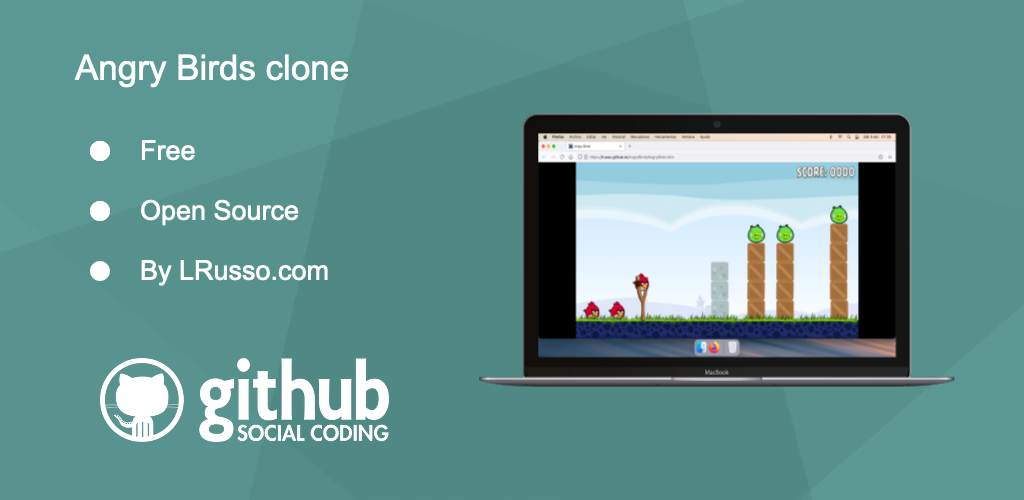 Angry Birds clone
Free
Open Source
By LRusso.com
github
SOCIAL CODING
SCORE: 0000
MacBook